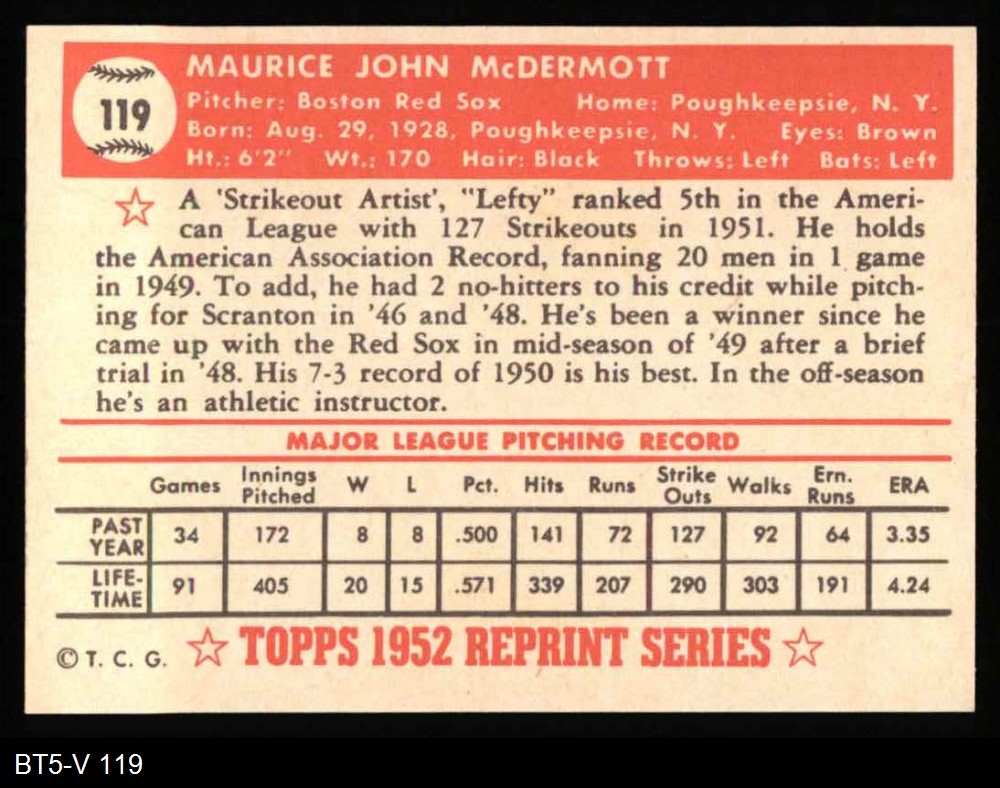 119
MAURICE JOHN McDERMOTT
Pitcher: Boston Red Sox Home: Poughkeepsie, N. Y.
Born: Aug. 29, 1928, Poughkeepsie, N. Y. Eyes: Brown
Ht.: 6'2" Wt.: 170 Hair: Black Throws: Left Bats: Left
A 'Strikeout Artist', "Lefty" ranked 5th in the Ameri-
can League with 127 Strikeouts in 1951. He holds
the American Association Record, fanning 20 men in 1 game
in 1949. To add, he had 2 no-hitters to his credit while pitch-
ing for Scranton in '46 and '48. He's been a winner since he
came up with the Red Sox in mid-season of '49 after a brief
trial in '48. His 7-3 record of 1950 is his best. In the off-season
he's an athletic instructor.
MAJOR LEAGUE PITCHING RECORD
Games Innings Pitched W L Pct. Hits Runs Strike Outs Walks Ern. Runs ERA
PAST YEAR 34 172 8 8 .500 141 72 127 92 64 3.35
LIFE-TIME 91 405 20 15 .571 339 207 290 303 191 4.24
© T. C. G. TOPPS 1952 REPRINT SERIES
BT5-V 119